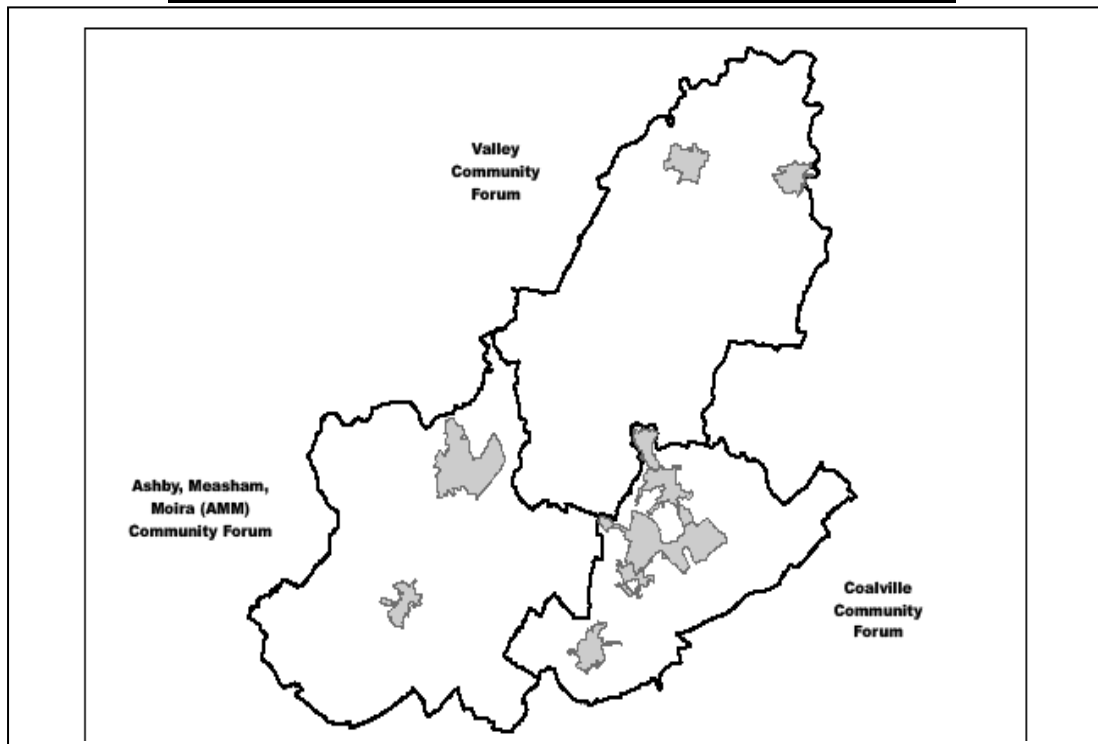 Valley
Community
Forum
Ashby, Measham,
Moira (AMM)
Community Forum
Coalville
Community
Forum